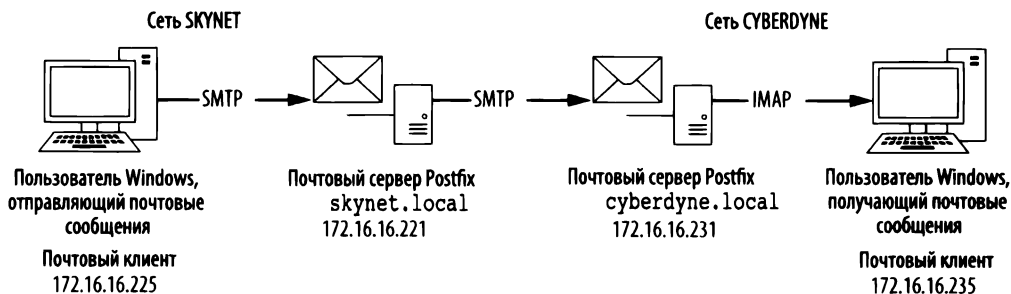 Сеть SKYNET
Сеть CYBERDYNE
SMTP
SMTP
IMAP
Пользователь Windows,
отправляющий почтовые
сообщения
Почтовый клиент
172.16.16.225
Почтовый сервер Postfix
skynet.local
172.16.16.221
Почтовый сервер Postfix
cyberdyne.local
172.16.16.231
Пользователь Windows,
получающий почтовые
сообщения
Почтовый клиент
172.16.16.235